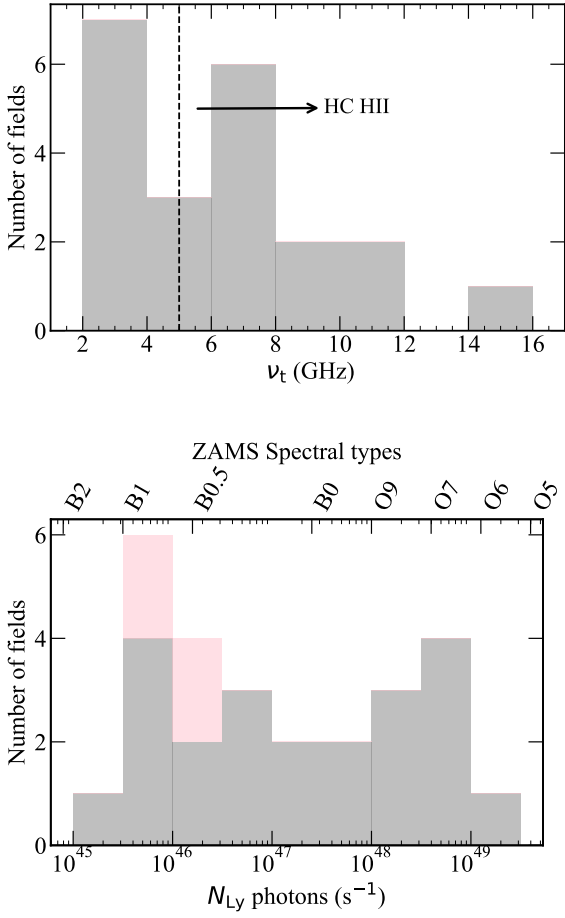 6
4
2
0
Number of fields
HC HII
2 4 6 8 10 12 14 16
νt (GHz)
ZAMS Spectral types
B2 B1 B0.5 B0 O9 O7 O6 O5
6
4
2
0
Number of fields
10^45 10^46 10^47 10^48 10^49
N_Ly photons (s^−1)